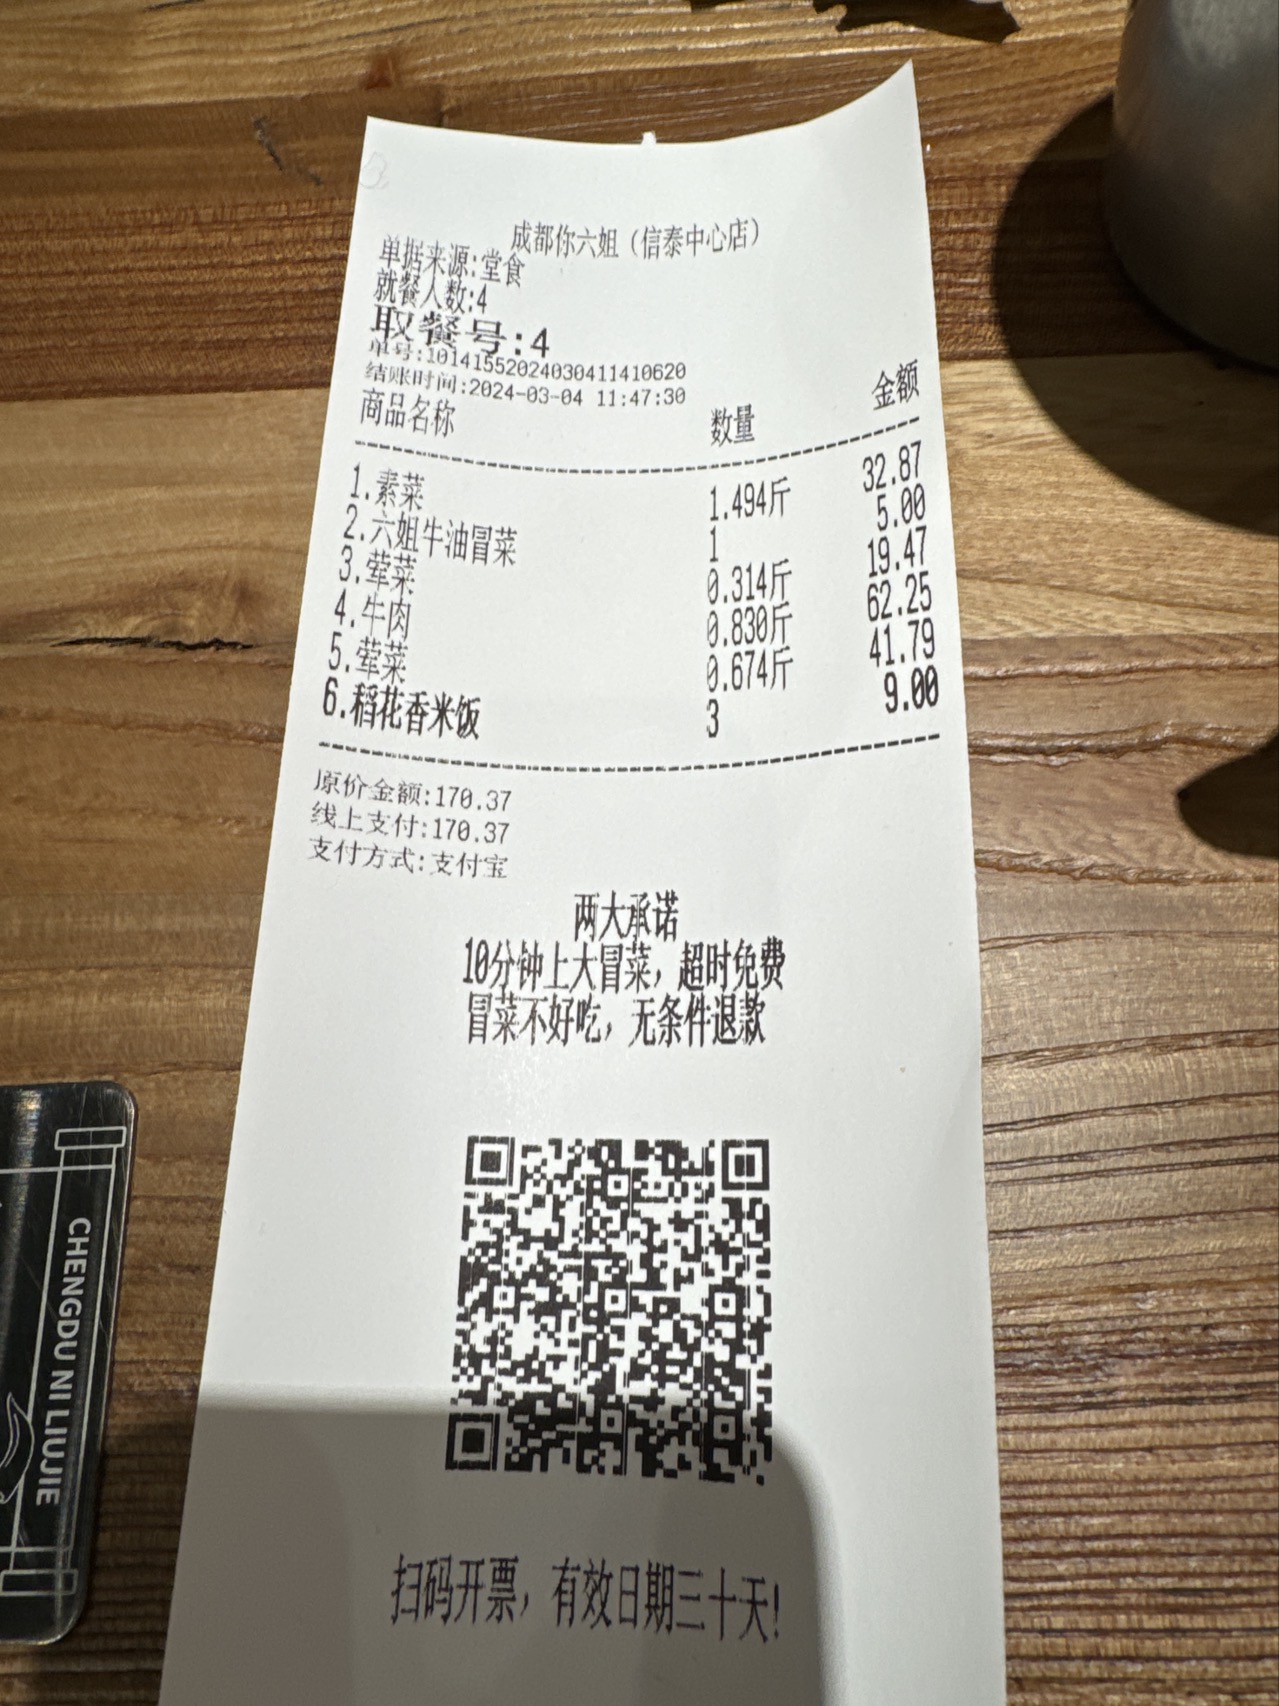 成都你六姐（信泰中心店）
单据来源:堂食
就餐人数:4
取餐号:4
单号:101415520240304114106​20
结账时间:2024-03-04 11:47:30
商品名称 数量 金额
1.素菜 1.494斤 32.87
2.六姐牛油冒菜 1 5.00
3.荤菜 0.314斤 19.47
4.牛肉 0.830斤 62.25
5.荤菜 0.674斤 41.79
6.稻花香米饭 3 9.00
原价金额:170.37
线上支付:170.37
支付方式:支付宝
两大承诺
10分钟上大冒菜，超时免费
冒菜不好吃，无条件退款
扫码开票，有效日期三十天!
CHENGDU NI LIUJIE